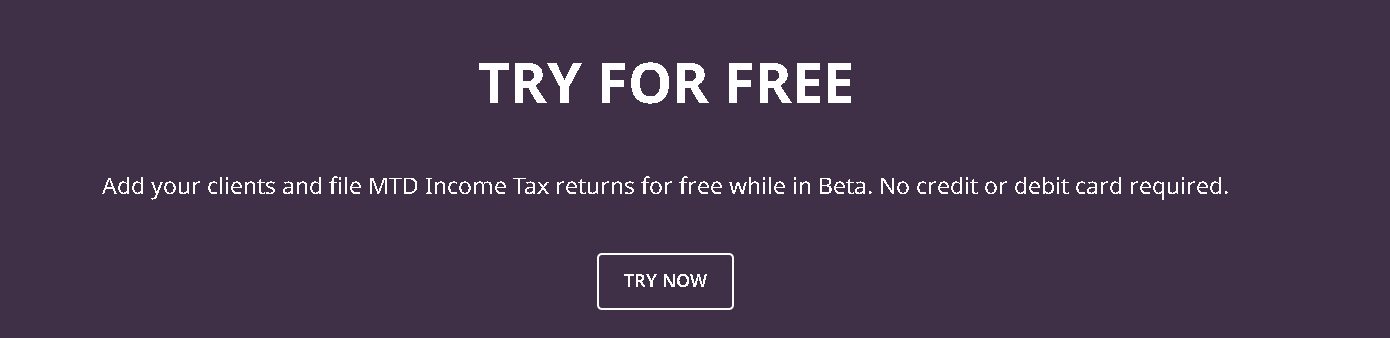 TRY FOR FREE
Add your clients and file MTD Income Tax returns for free while in Beta. No credit or debit card required.
TRY NOW